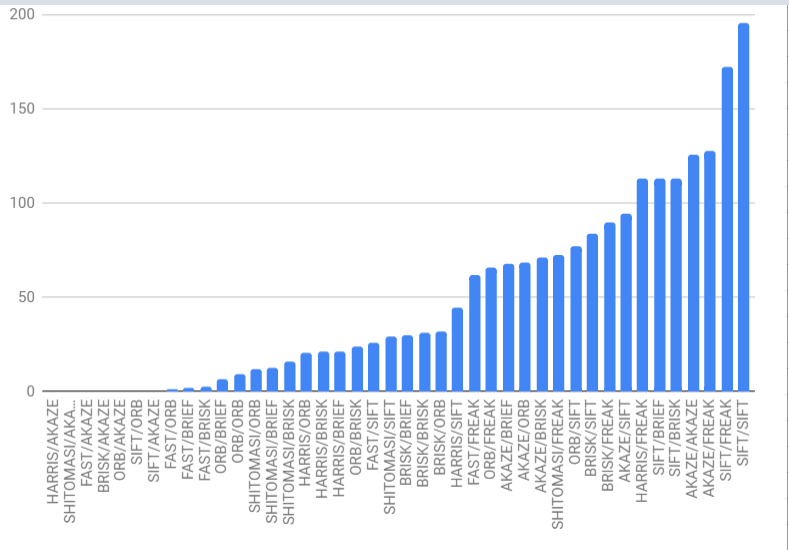 200
150
100
50
0
HARRIS/AKAZE
SHITOMASI/AKA...
FAST/AKAZE
BRISK/AKAZE
ORB/AKAZE
SIFT/ORB
SIFT/AKAZE
FAST/ORB
FAST/BRIEF
FAST/BRISK
ORB/BRIEF
ORB/ORB
SHITOMASI/ORB
SHITOMASI/BRIEF
SHITOMASI/BRISK
HARRIS/ORB
HARRIS/BRISK
HARRIS/BRIEF
ORB/BRISK
FAST/SIFT
SHITOMASI/SIFT
BRISK/BRIEF
BRISK/BRISK
BRISK/ORB
HARRIS/SIFT
FAST/FREAK
ORB/FREAK
AKAZE/BRIEF
AKAZE/ORB
AKAZE/BRISK
SHITOMASI/FREAK
ORB/SIFT
BRISK/SIFT
BRISK/FREAK
AKAZE/SIFT
HARRIS/FREAK
SIFT/BRIEF
SIFT/BRISK
AKAZE/AKAZE
AKAZE/FREAK
SIFT/FREAK
SIFT/SIFT